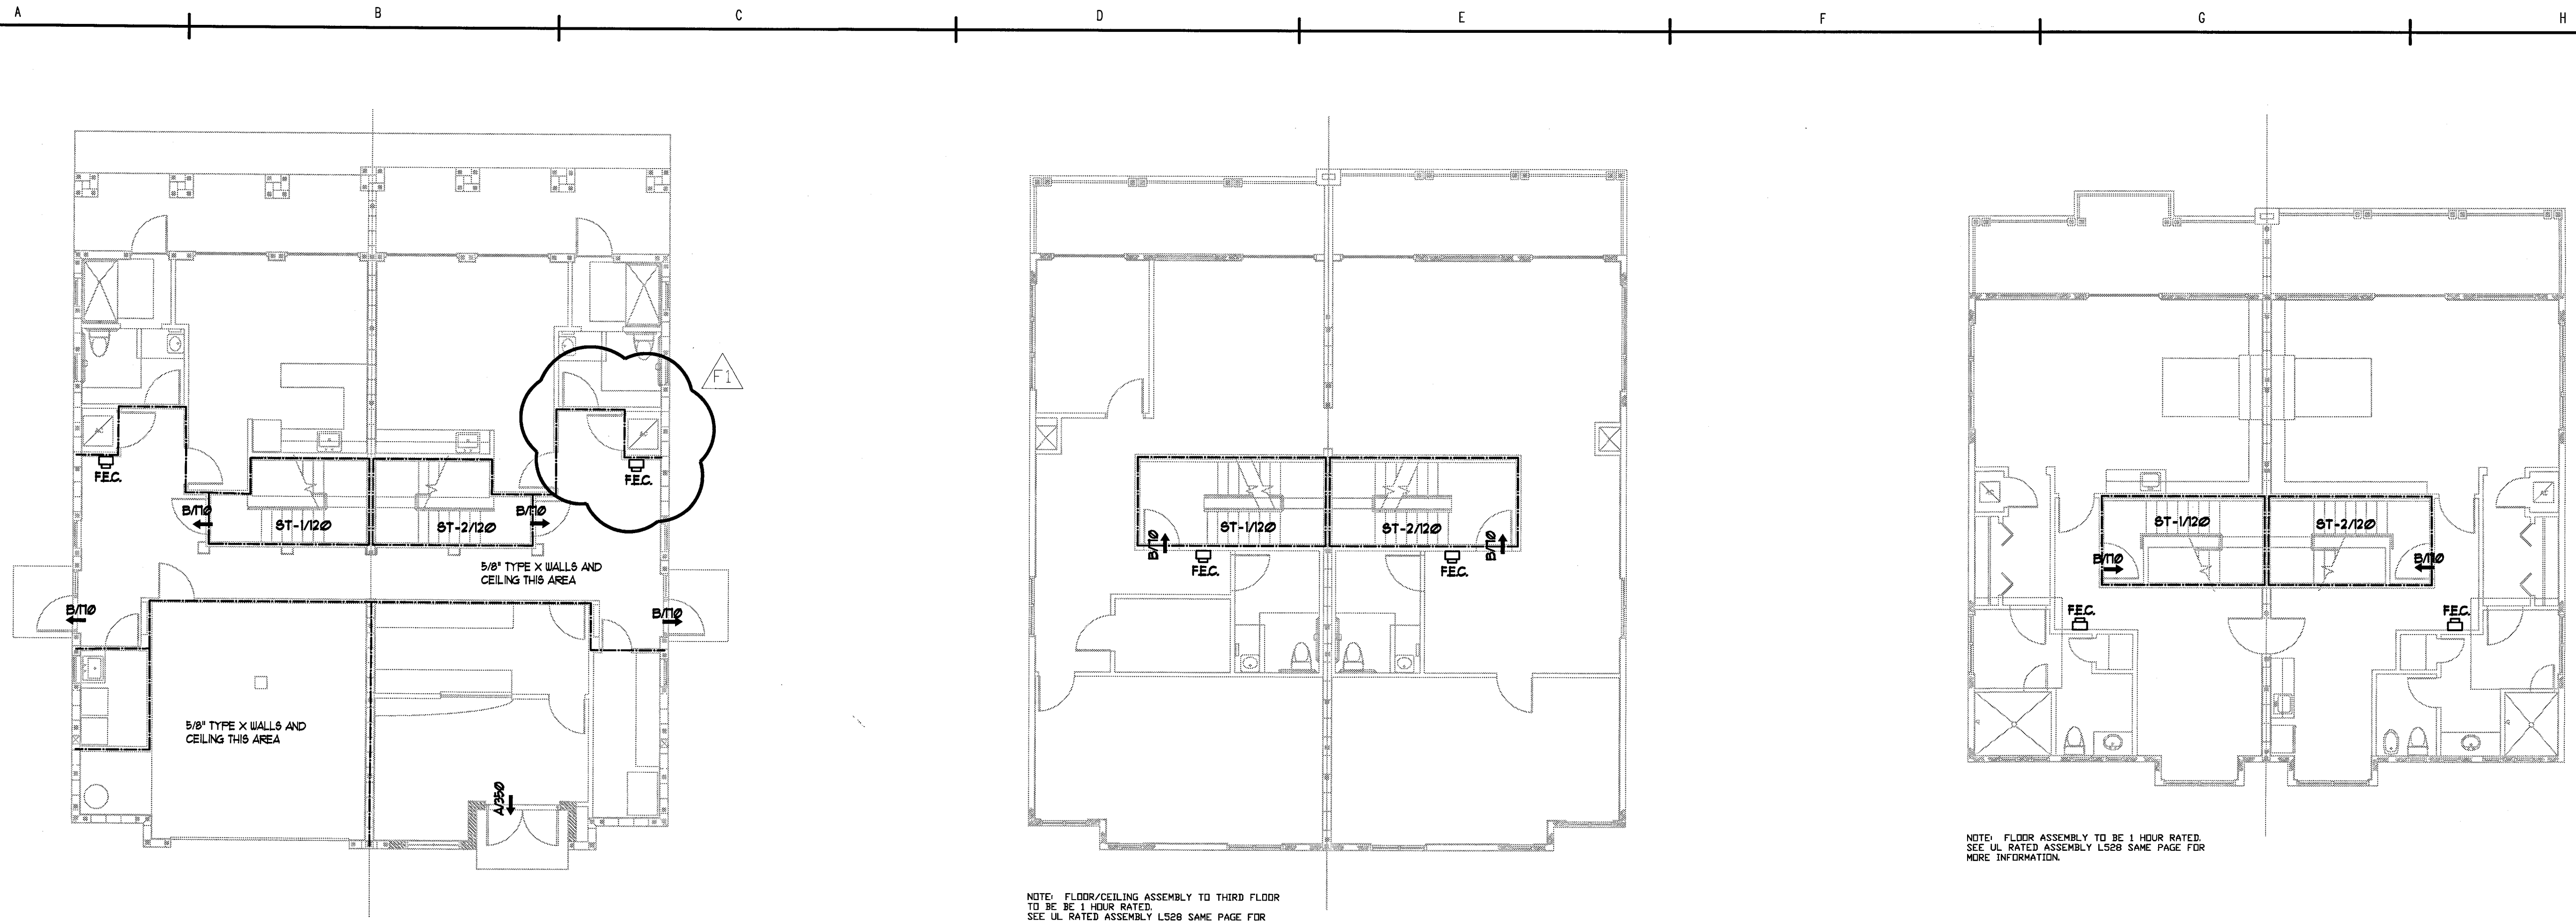 A B C D E F G H
F1
AC
AC
F.E.C.
F.E.C.
B/110
ST-1/120
ST-2/120
B/110
5/8" TYPE X WALLS AND
CEILING THIS AREA
B/110
B/110
5/8" TYPE X WALLS AND
CEILING THIS AREA
A/350
ST-1/120
ST-2/120
B/110
B/110
F.E.C.
F.E.C.
NOTE: FLOOR/CEILING ASSEMBLY TO THIRD FLOOR
TO BE BE 1 HOUR RATED.
SEE UL RATED ASSEMBLY L528 SAME PAGE FOR
AC
AC
ST-1/120
ST-2/120
B/110
B/110
F.E.C.
F.E.C.
NOTE: FLOOR ASSEMBLY TO BE 1 HOUR RATED.
SEE UL RATED ASSEMBLY L528 SAME PAGE FOR
MORE INFORMATION.